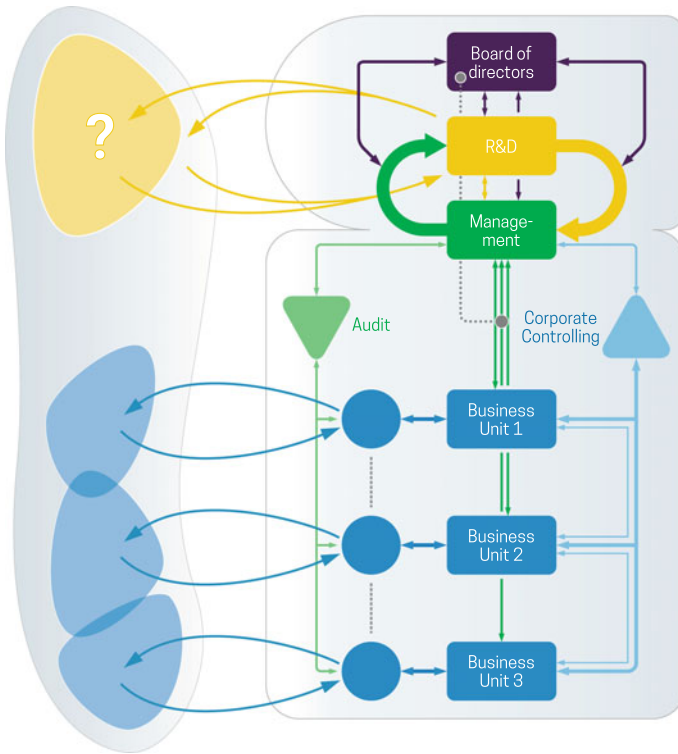 Board of
directors
?
R&D
Manage-
ment
Audit
Corporate
Controlling
Business
Unit 1
Business
Unit 2
Business
Unit 3